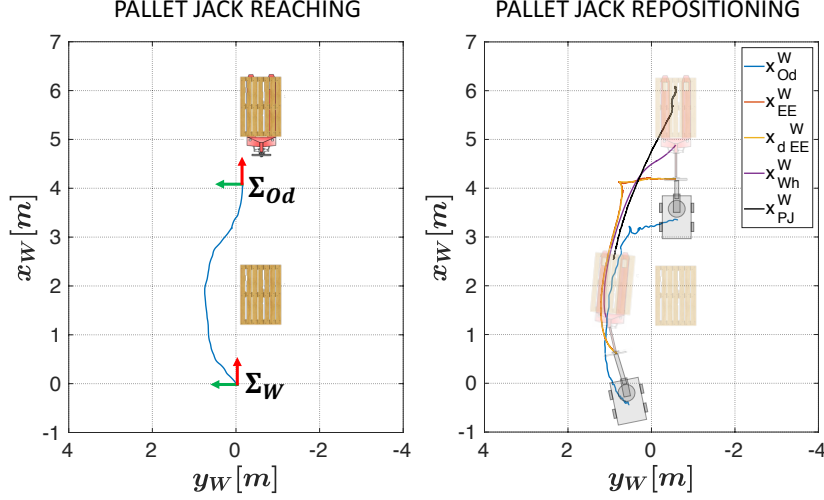 PALLET JACK REACHING
7
6
5
4
3
2
1
0
-1
4
2
0
-2
-4
x_W [m]
y_W [m]
Σ_Od
Σ_W
PALLET JACK REPOSITIONING
7
6
5
4
3
2
1
0
-1
4
2
0
-2
-4
x_W [m]
y_W [m]
x^W_Od
x^W_EE
x_d EE^W
x^W_Wh
x^W_PJ